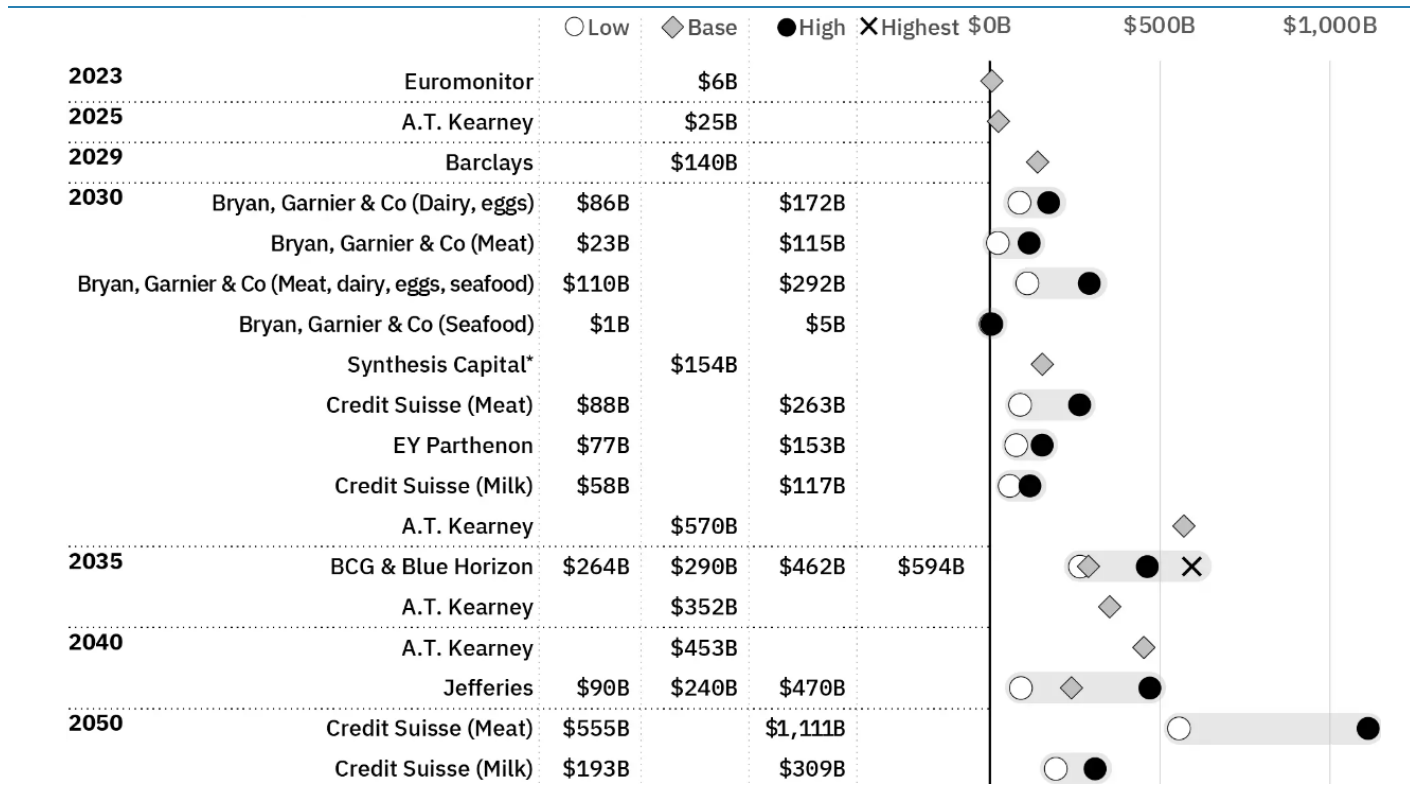 Low Base High Highest $0B $500B $1,000B
2023 Euromonitor $6B
2025 A.T. Kearney $25B
2029 Barclays $140B
2030 Bryan, Garnier & Co (Dairy, eggs) $86B $172B
Bryan, Garnier & Co (Meat) $23B $115B
Bryan, Garnier & Co (Meat, dairy, eggs, seafood) $110B $292B
Bryan, Garnier & Co (Seafood) $1B $5B
Synthesis Capital* $154B
Credit Suisse (Meat) $88B $263B
EY Parthenon $77B $153B
Credit Suisse (Milk) $58B $117B
A.T. Kearney $570B
2035 BCG & Blue Horizon $264B $290B $462B $594B
A.T. Kearney $352B
2040 A.T. Kearney $453B
Jefferies $90B $240B $470B
2050 Credit Suisse (Meat) $555B $1,111B
Credit Suisse (Milk) $193B $309B